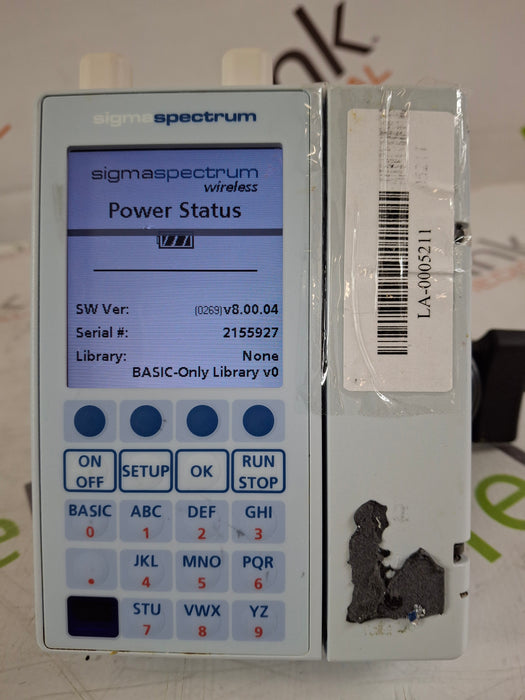 sigmaspectrum
sigmaspectrum
wireless
Power Status
SW Ver: (0269)v8.00.04
Serial #: 2155927
Library: None
BASIC-Only Library v0
LA-0005211
ON
OFF
SETUP
OK
RUN
STOP
BASIC
0
ABC
1
DEF
2
GHI
3
.
JKL
4
MNO
5
PQR
6
STU
7
VWX
8
YZ
9